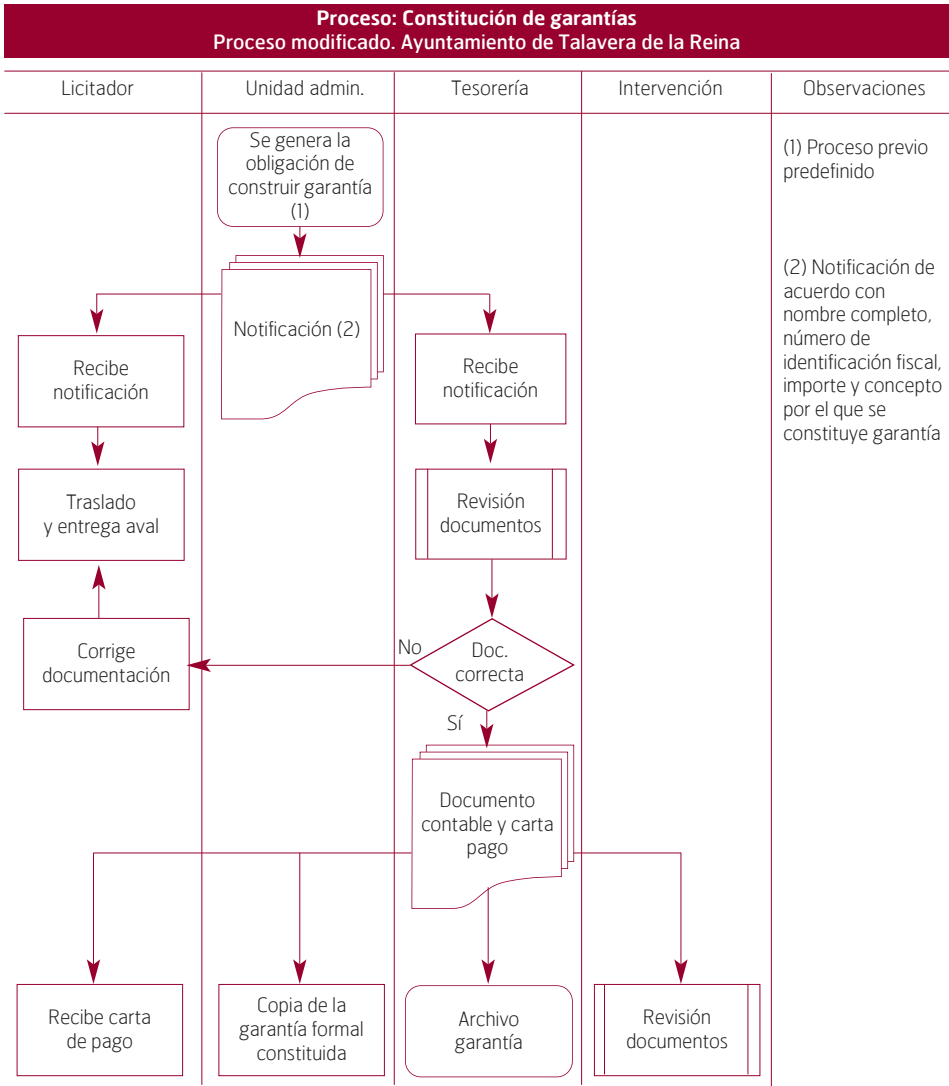 Proceso: Constitución de garantías
Proceso modificado. Ayuntamiento de Talavera de la Reina
Licitador
Unidad admin.
Tesorería
Intervención
Observaciones
Se genera la
obligación de
construir garantía
(1)
(1) Proceso previo
predefinido
Notificación (2)
(2) Notificación de
acuerdo con
nombre completo,
número de
identificación fiscal,
importe y concepto
por el que se
constituye garantía
Recibe
notificación
Recibe
notificación
Traslado
y entrega aval
Revisión
documentos
Corrige
documentación
No
Doc.
correcta
Sí
Documento
contable y carta
pago
Recibe carta
de pago
Copia de la
garantía formal
constituida
Archivo
garantía
Revisión
documentos